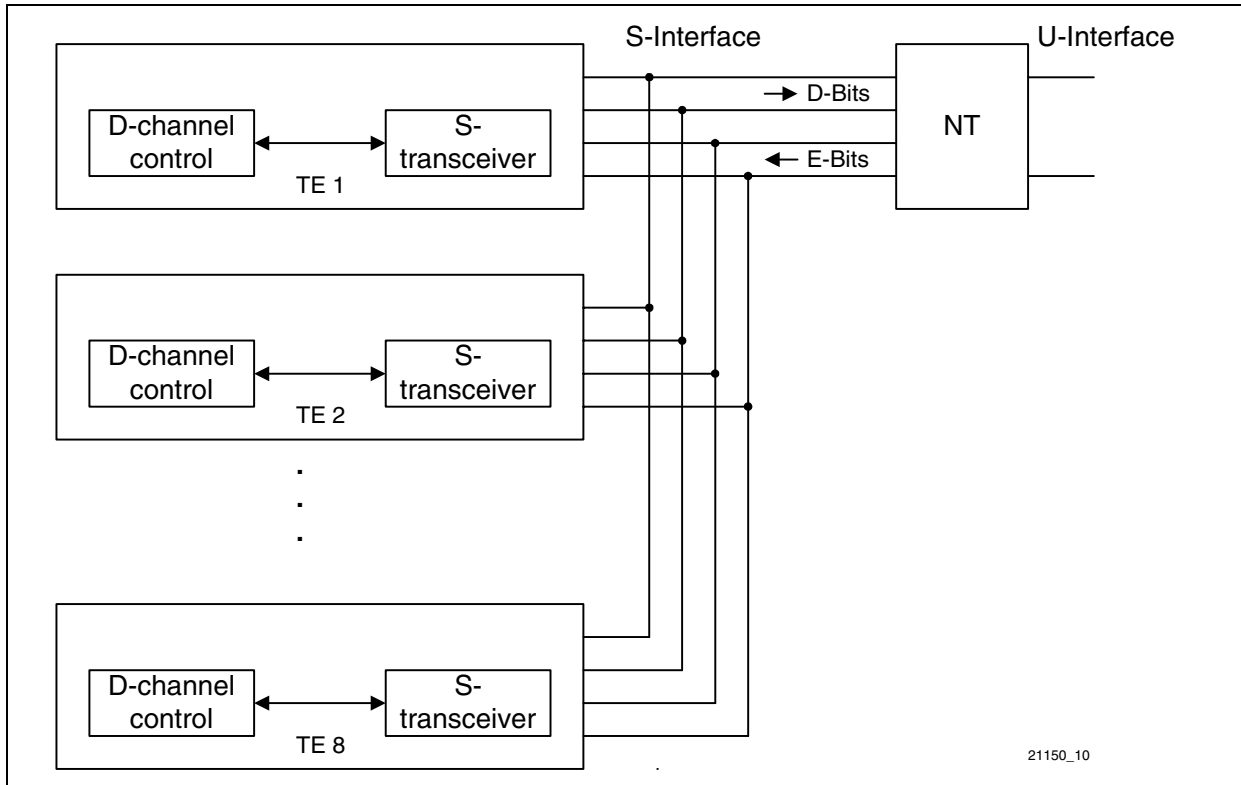 S-Interface
U-Interface
D-channel
control
S-
transceiver
TE 1
D-Bits
E-Bits
NT
D-channel
control
S-
transceiver
TE 2
.
.
.
D-channel
control
S-
transceiver
TE 8
21150_10